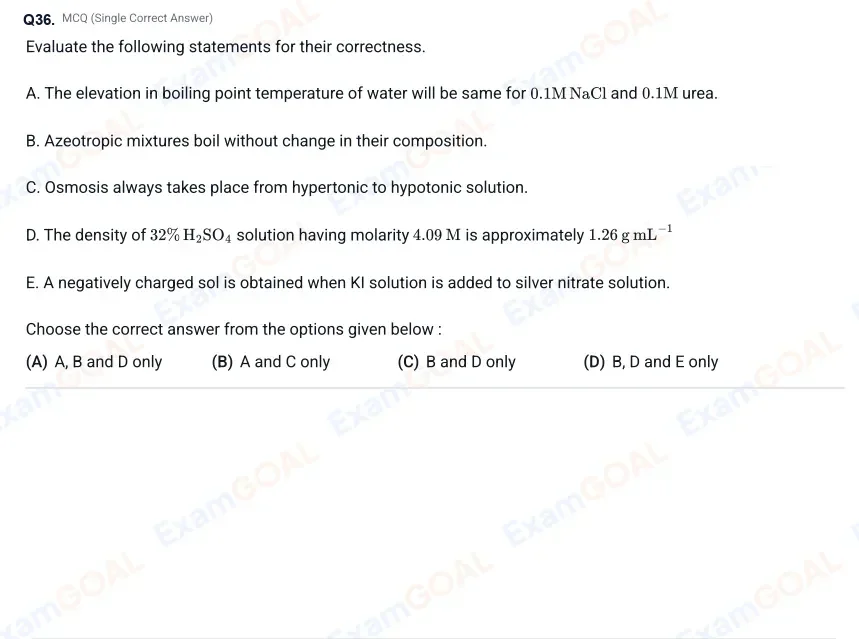 Q36. MCQ (Single Correct Answer)
Evaluate the following statements for their correctness.
A. The elevation in boiling point temperature of water will be same for 0.1M NaCl and 0.1M urea.
B. Azeotropic mixtures boil without change in their composition.
C. Osmosis always takes place from hypertonic to hypotonic solution.
D. The density of 32% H₂SO₄ solution having molarity 4.09 M is approximately 1.26 g mL⁻¹
E. A negatively charged sol is obtained when KI solution is added to silver nitrate solution.
Choose the correct answer from the options given below :
(A) A, B and D only (B) A and C only (C) B and D only (D) B, D and E only
ExamGOAL